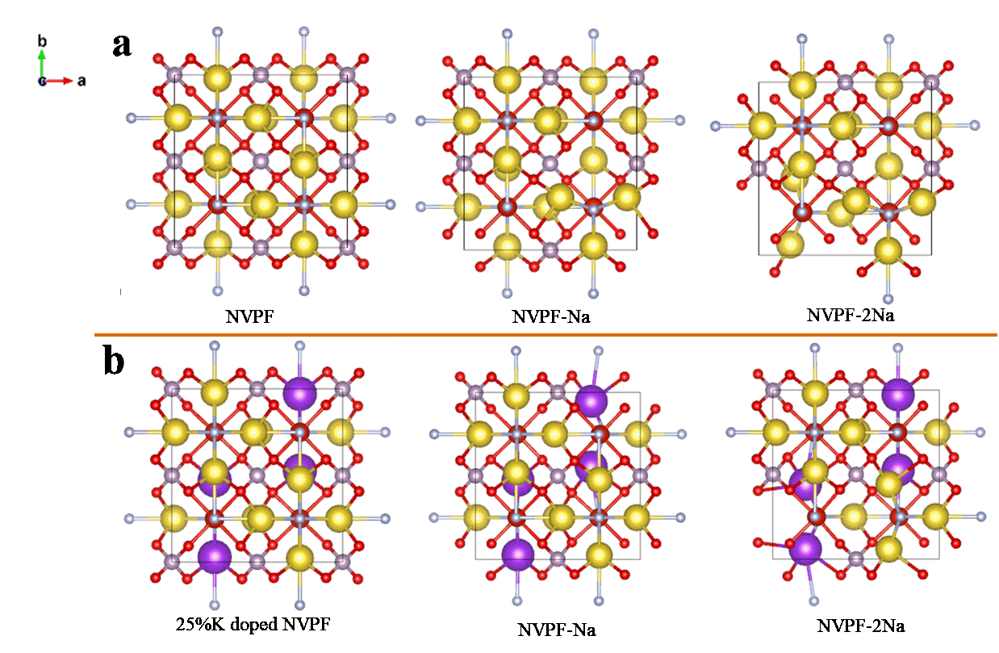 b
a
c
a
NVPF
NVPF-Na
NVPF-2Na
b
25%K doped NVPF
NVPF-Na
NVPF-2Na